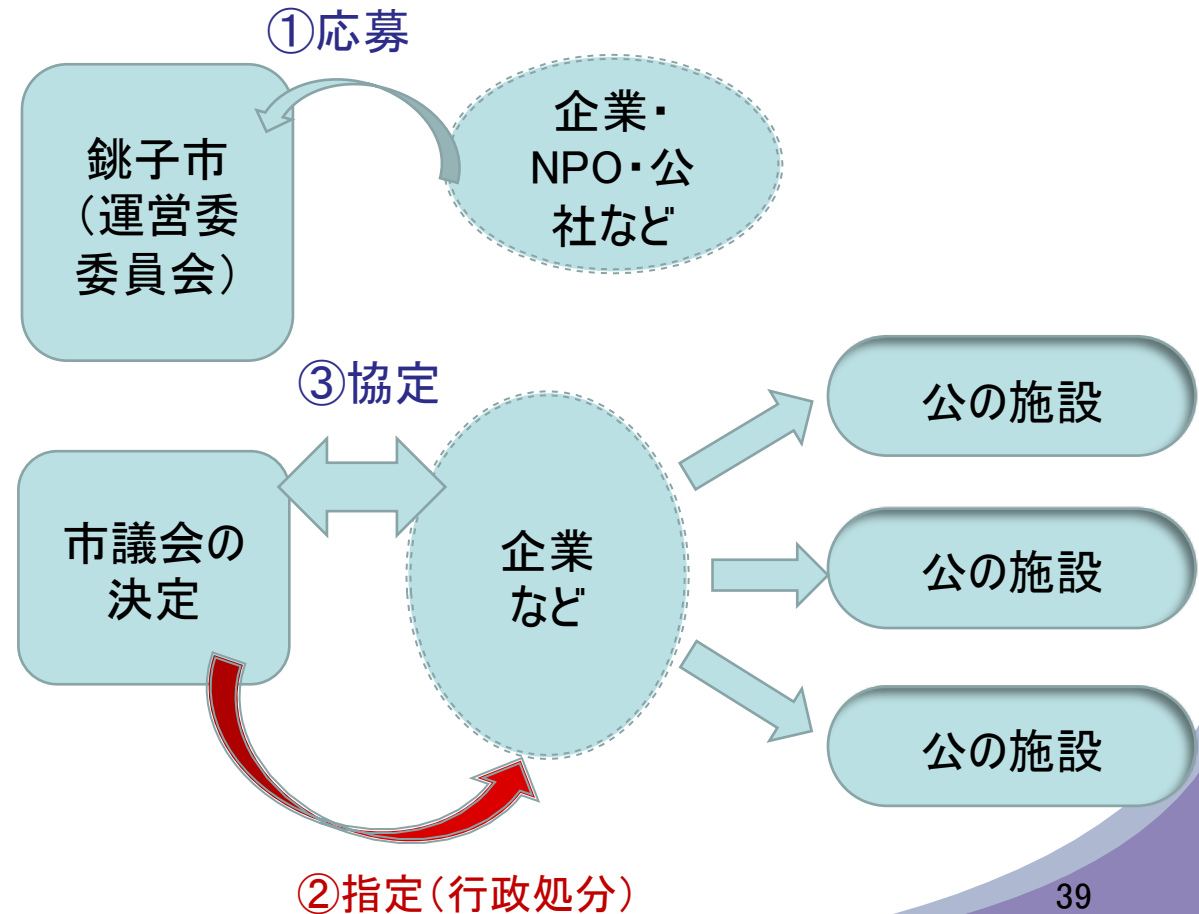 ①応募
銚子市
（運営委
委員会）
企業・
NPO・公
社など
③協定
市議会の
決定
企業
など
公の施設
公の施設
公の施設
②指定（行政処分）
39